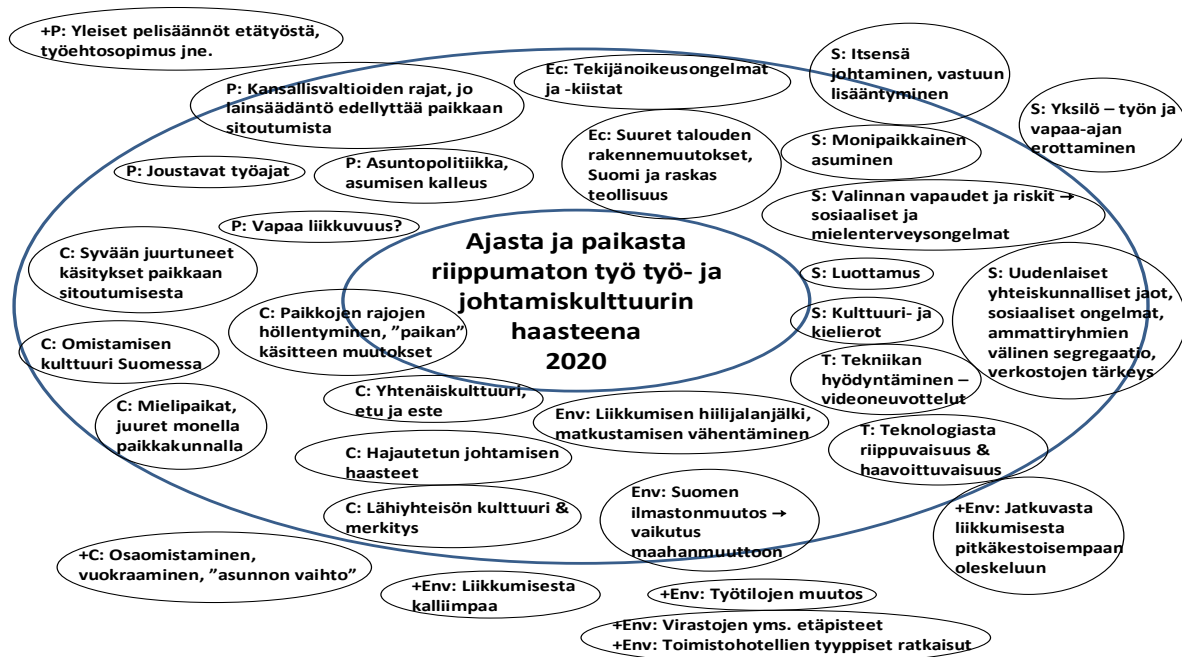 +P: Yleiset pelisäännöt etätyöstä,
työehtosopimus jne.
P: Kansallisvaltioiden rajat, jo
lainsäädäntö edellyttää paikkaan
sitoutumista
Ec: Tekijänoikeusongelmat
ja -kiistat
S: Itsensä
johtaminen, vastuun
lisääntyminen
S: Yksilö – työn ja
vapaa-ajan
erottaminen
P: Joustavat työajat
P: Asuntopolitiikka,
asumisen kalleus
Ec: Suuret talouden
rakennemuutokset,
Suomi ja raskas
teollisuus
S: Monipaikkainen
asuminen
S: Valinnan vapaudet ja riskit →
sosiaaliset ja
mielenterveysongelmat
P: Vapaa liikkuvuus?
C: Syvään juurtuneet
käsitykset paikkaan
sitoutumisesta
Ajasta ja paikasta
riippumaton työ työ- ja
johtamiskulttuurin
haasteena
2020
S: Luottamus
S: Uudenlaiset
yhteiskunnalliset jaot,
sosiaaliset ongelmat,
ammattiryhmien
välinen segregaatio,
verkostojen tärkeys
C: Paikkojen rajojen
höllentyminen, ”paikan”
käsitteen muutokset
S: Kulttuuri- ja
kielierot
C: Omistamisen
kulttuuri Suomessa
T: Tekniikan
hyödyntäminen –
videoneuvottelut
C: Mielipaikat,
juuret monella
paikkakunnalla
C: Yhtenäiskulttuuri,
etu ja este
Env: Liikkumisen hiilijalanjälki,
matkustamisen vähentäminen
T: Teknologiasta
riippuvaisuus &
haavoittuvaisuus
C: Hajautetun johtamisen
haasteet
C: Lähiyhteisön kulttuuri &
merkitys
Env: Suomen
ilmastonmuutos →
vaikutus
maahanmuuttoon
+Env: Jatkuvasta
liikkumisesta
pitkäkestoisempaan
oleskeluun
+C: Osaomistaminen,
vuokraaminen, ”asunnon vaihto”
+Env: Liikkumisesta
kalliimpaa
+Env: Työtilojen muutos
+Env: Virastojen yms. etäpisteet
+Env: Toimistohotellien tyyppiset ratkaisut